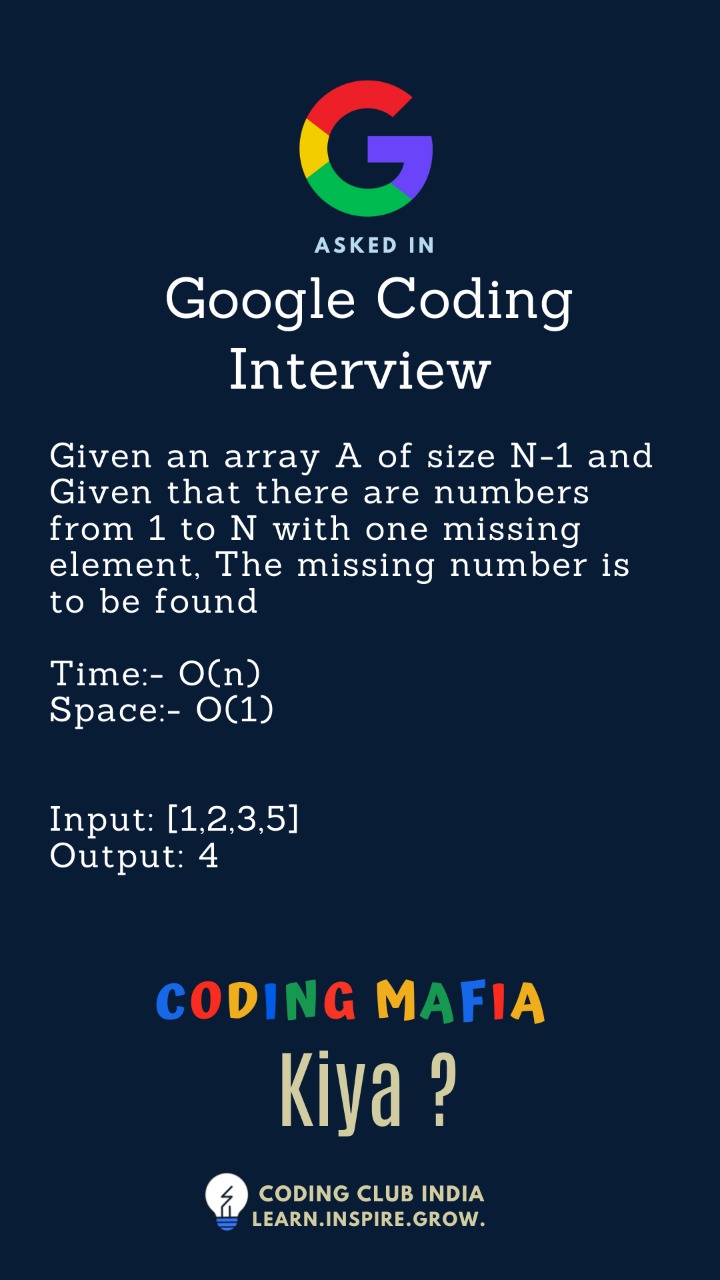 ASKED IN
Google Coding
Interview
Given an array A of size N-1 and
Given that there are numbers
from 1 to N with one missing
element, The missing number is
to be found
Time:- O(n)
Space:- O(1)
Input: [1,2,3,5]
Output: 4
CODING MAFIA
Kiya ?
CODING CLUB INDIA
LEARN.INSPIRE.GROW.